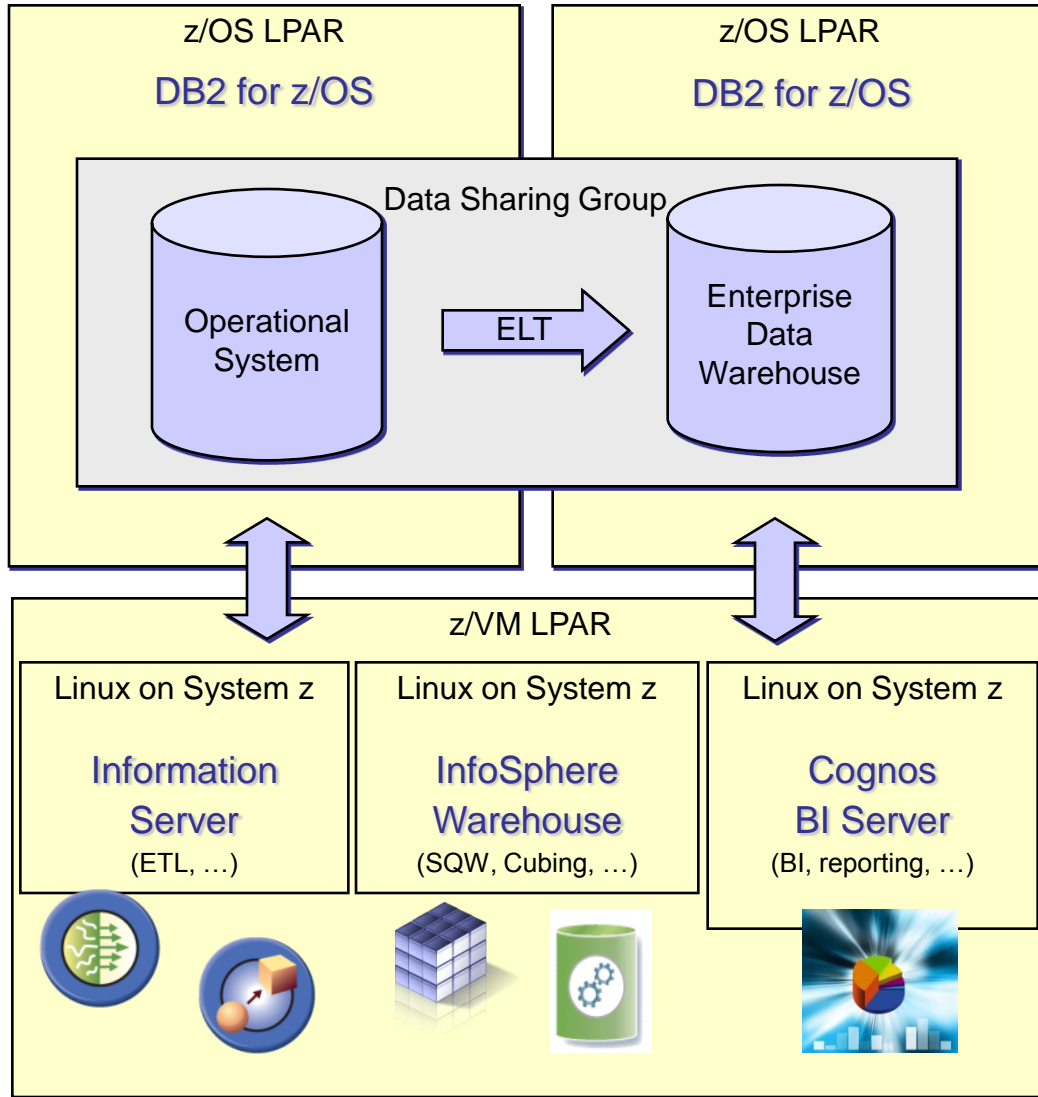 z/OS LPAR
DB2 for z/OS
z/OS LPAR
DB2 for z/OS
Data Sharing Group
Operational
System
ELT
Enterprise
Data
Warehouse
z/VM LPAR
Linux on System z
Information
Server
(ETL, …)
Linux on System z
InfoSphere
Warehouse
(SQW, Cubing, …)
Linux on System z
Cognos
BI Server
(BI, reporting, …)